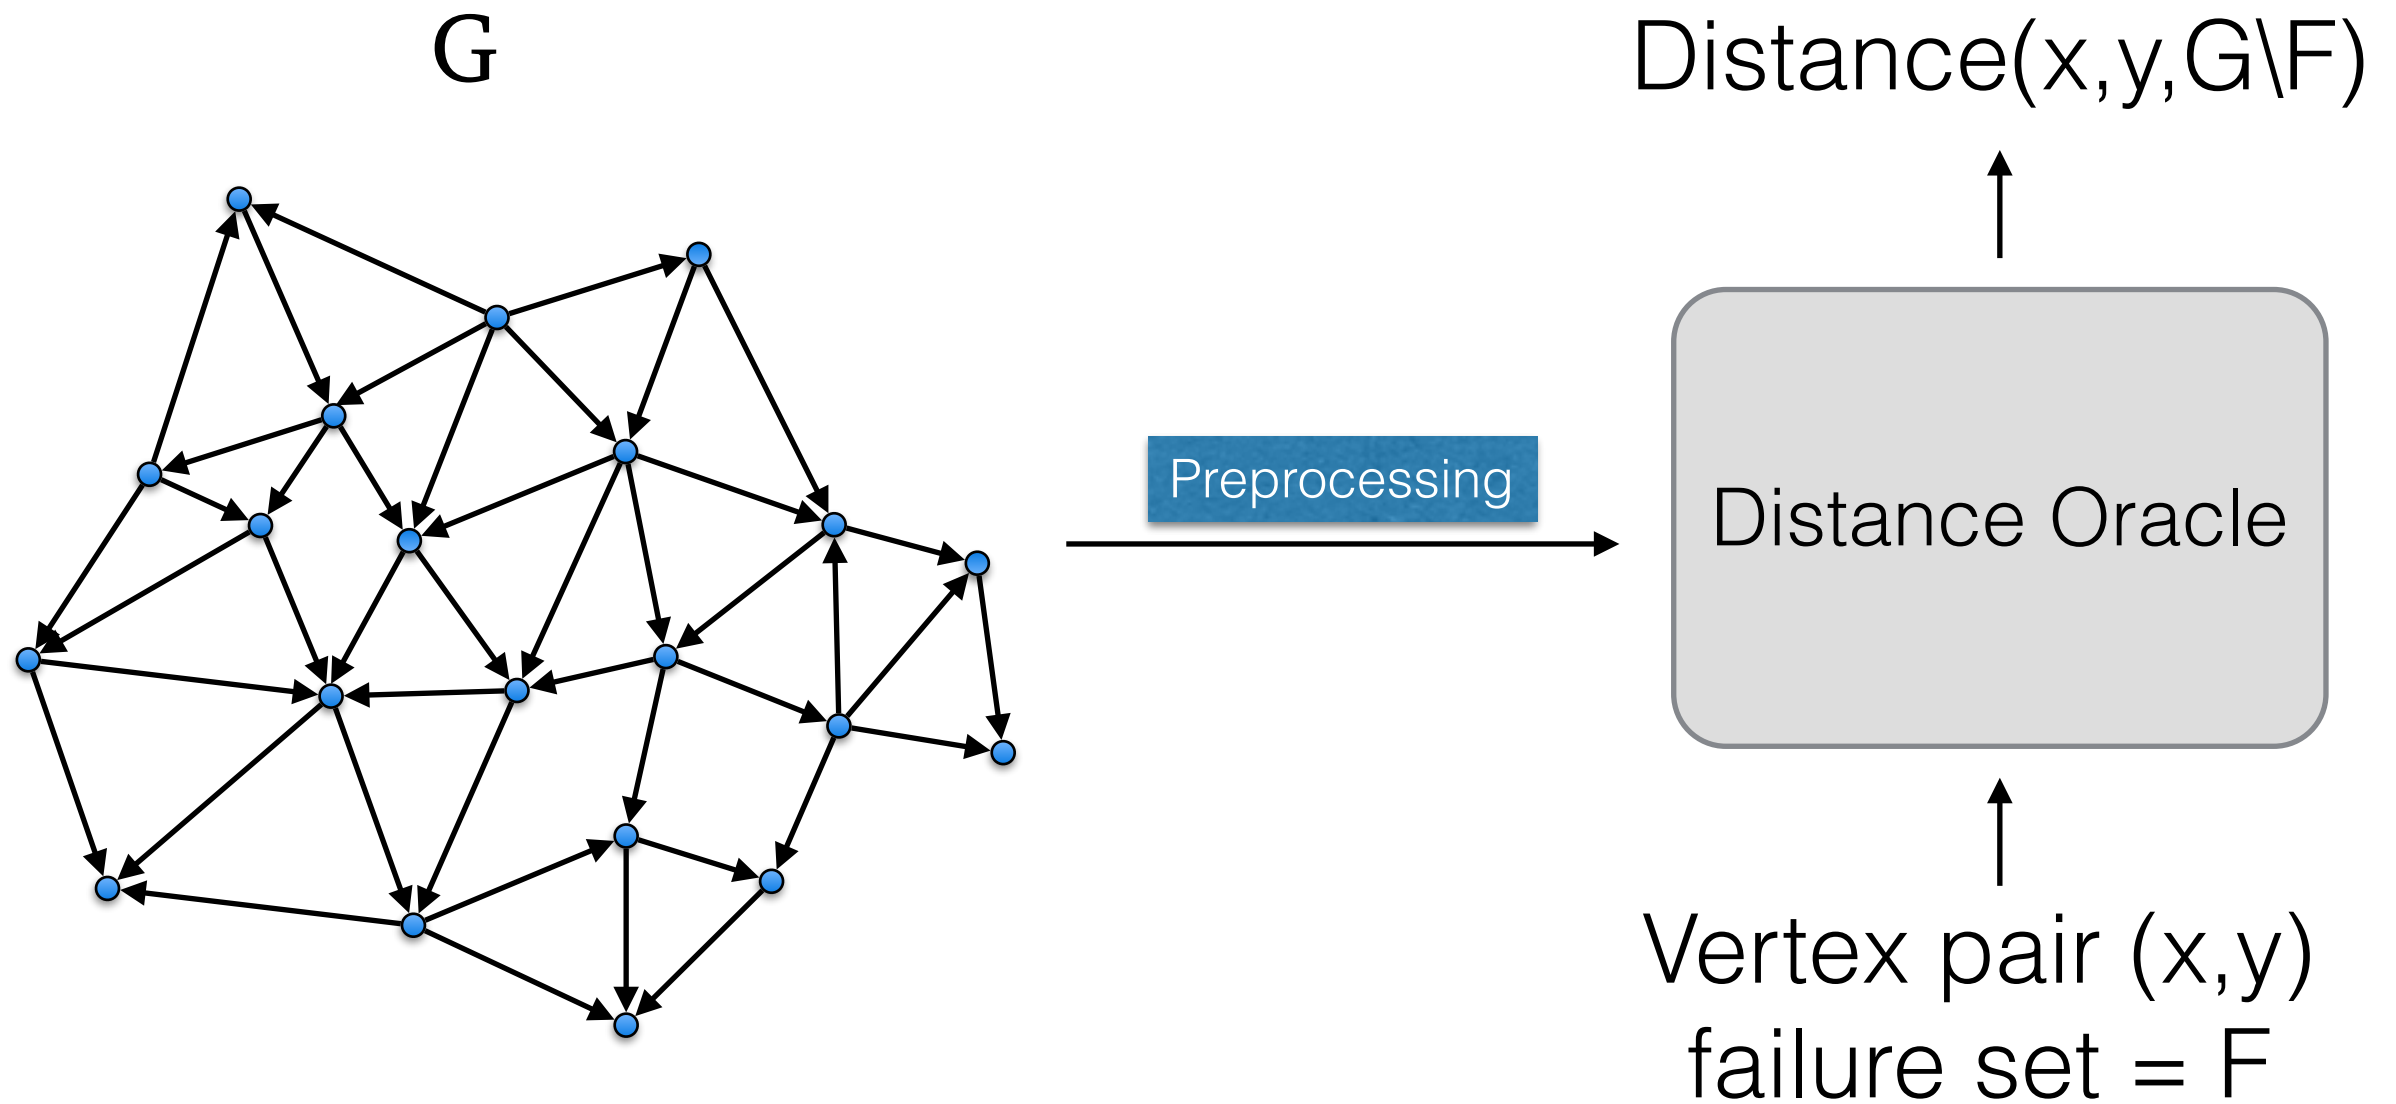 G
Distance(x,y,G\F)
Preprocessing
Distance Oracle
Vertex pair (x,y)
failure set = F